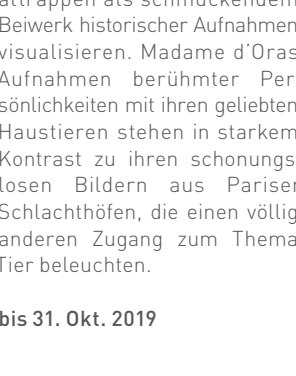 attrappen als schmückendem
Beiwerk historischer Aufnahmen
visualisieren. Madame d’Oras
Aufnahmen berühmter Per
sönlichkeiten mit ihren geliebten
Haustieren stehen in starkem
Kontrast zu ihren schonungs
losen Bildern aus Pariser
Schlachthöfen, die einen völlig
anderen Zugang zum Thema
Tier beleuchten.
bis 31. Okt. 2019